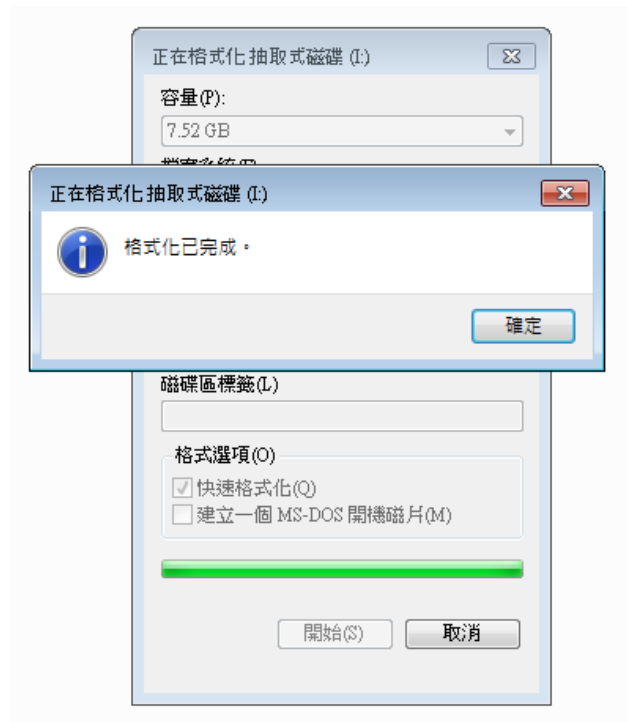 正在格式化 抽取式磁碟 (I:)
容量(P):
7.52 GB
正在格式化 抽取式磁碟 (I:)
格式化已完成。
確定
磁碟區標籤(L)
格式選項(O)
快速格式化(Q)
建立一個 MS-DOS 開機磁片(M)
開始(S)
取消